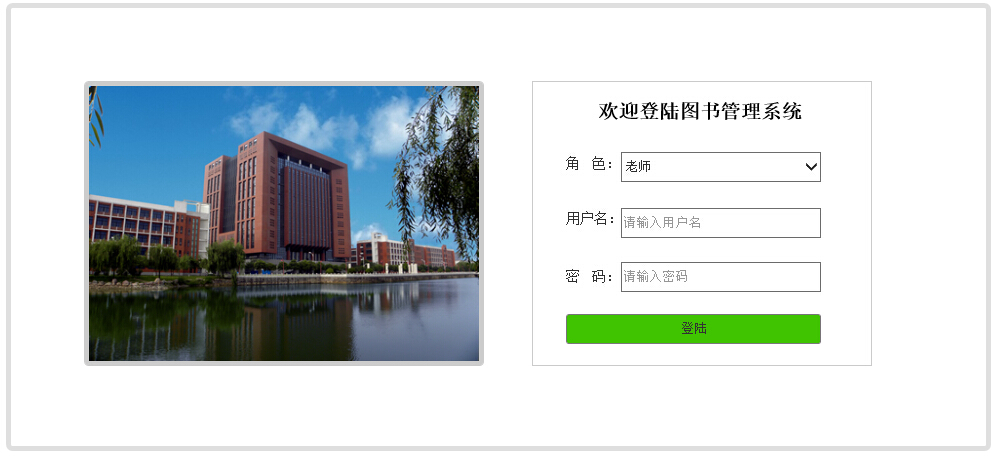 欢迎登陆图书管理系统
角 色： 老师
用户名： 请输入用户名
密 码： 请输入密码
登陆